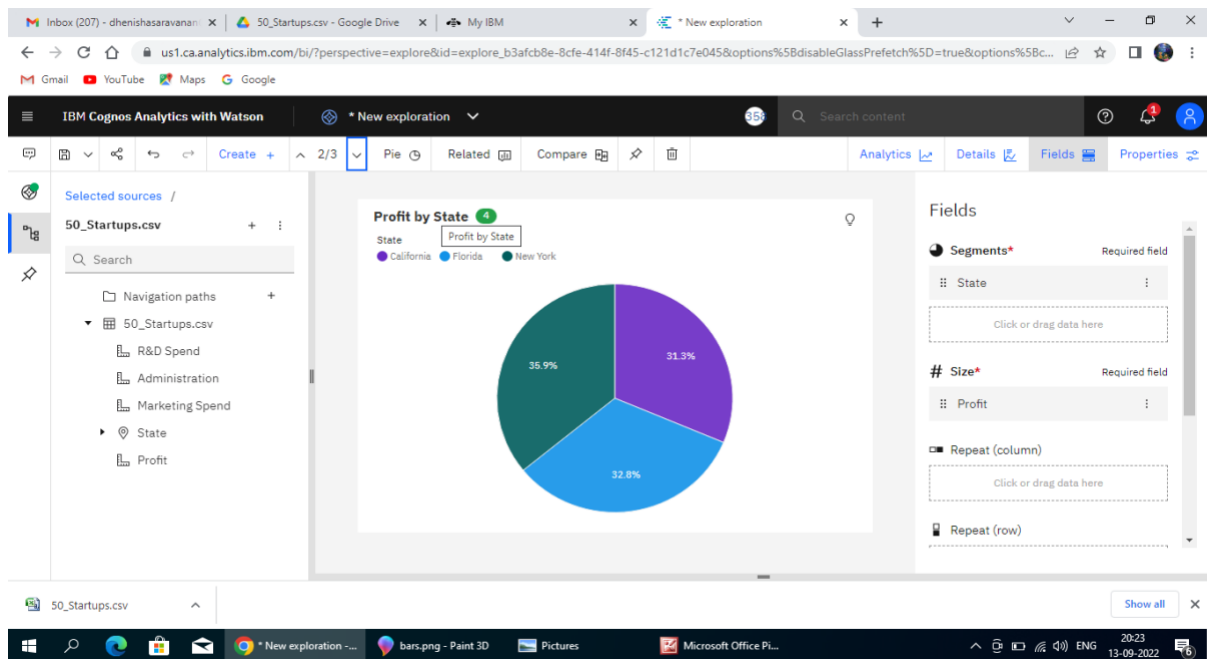 Inbox (207) - dhenishasaravanan
50_Startups.csv - Google Drive
My IBM
* New exploration
us1.ca.analytics.ibm.com/bi/?perspective=explore&id=explore_b3afcb8e-8cfe-414f-8f45-c121d1c7e045&options%5BdisableGlassPrefetch%5D=true&options%5Bc...
Gmail YouTube Maps Google
IBM Cognos Analytics with Watson
* New exploration
358
Search content
1
Create +
2/3
Pie
Related
Compare
Analytics
Details
Fields
Properties
Selected sources /
50_Startups.csv
Search
Navigation paths
50_Startups.csv
R&D Spend
Administration
Marketing Spend
State
Profit
Profit by State 4
Profit by State
State
California Florida New York
35.9%
31.3%
32.8%
Fields
Segments* Required field
State
Click or drag data here
# Size* Required field
Profit
Repeat (column)
Click or drag data here
Repeat (row)
50_Startups.csv
Show all
* New exploration -...
bars.png - Paint 3D
Pictures
Microsoft Office Pi...
ENG
20:23
13-09-2022
6